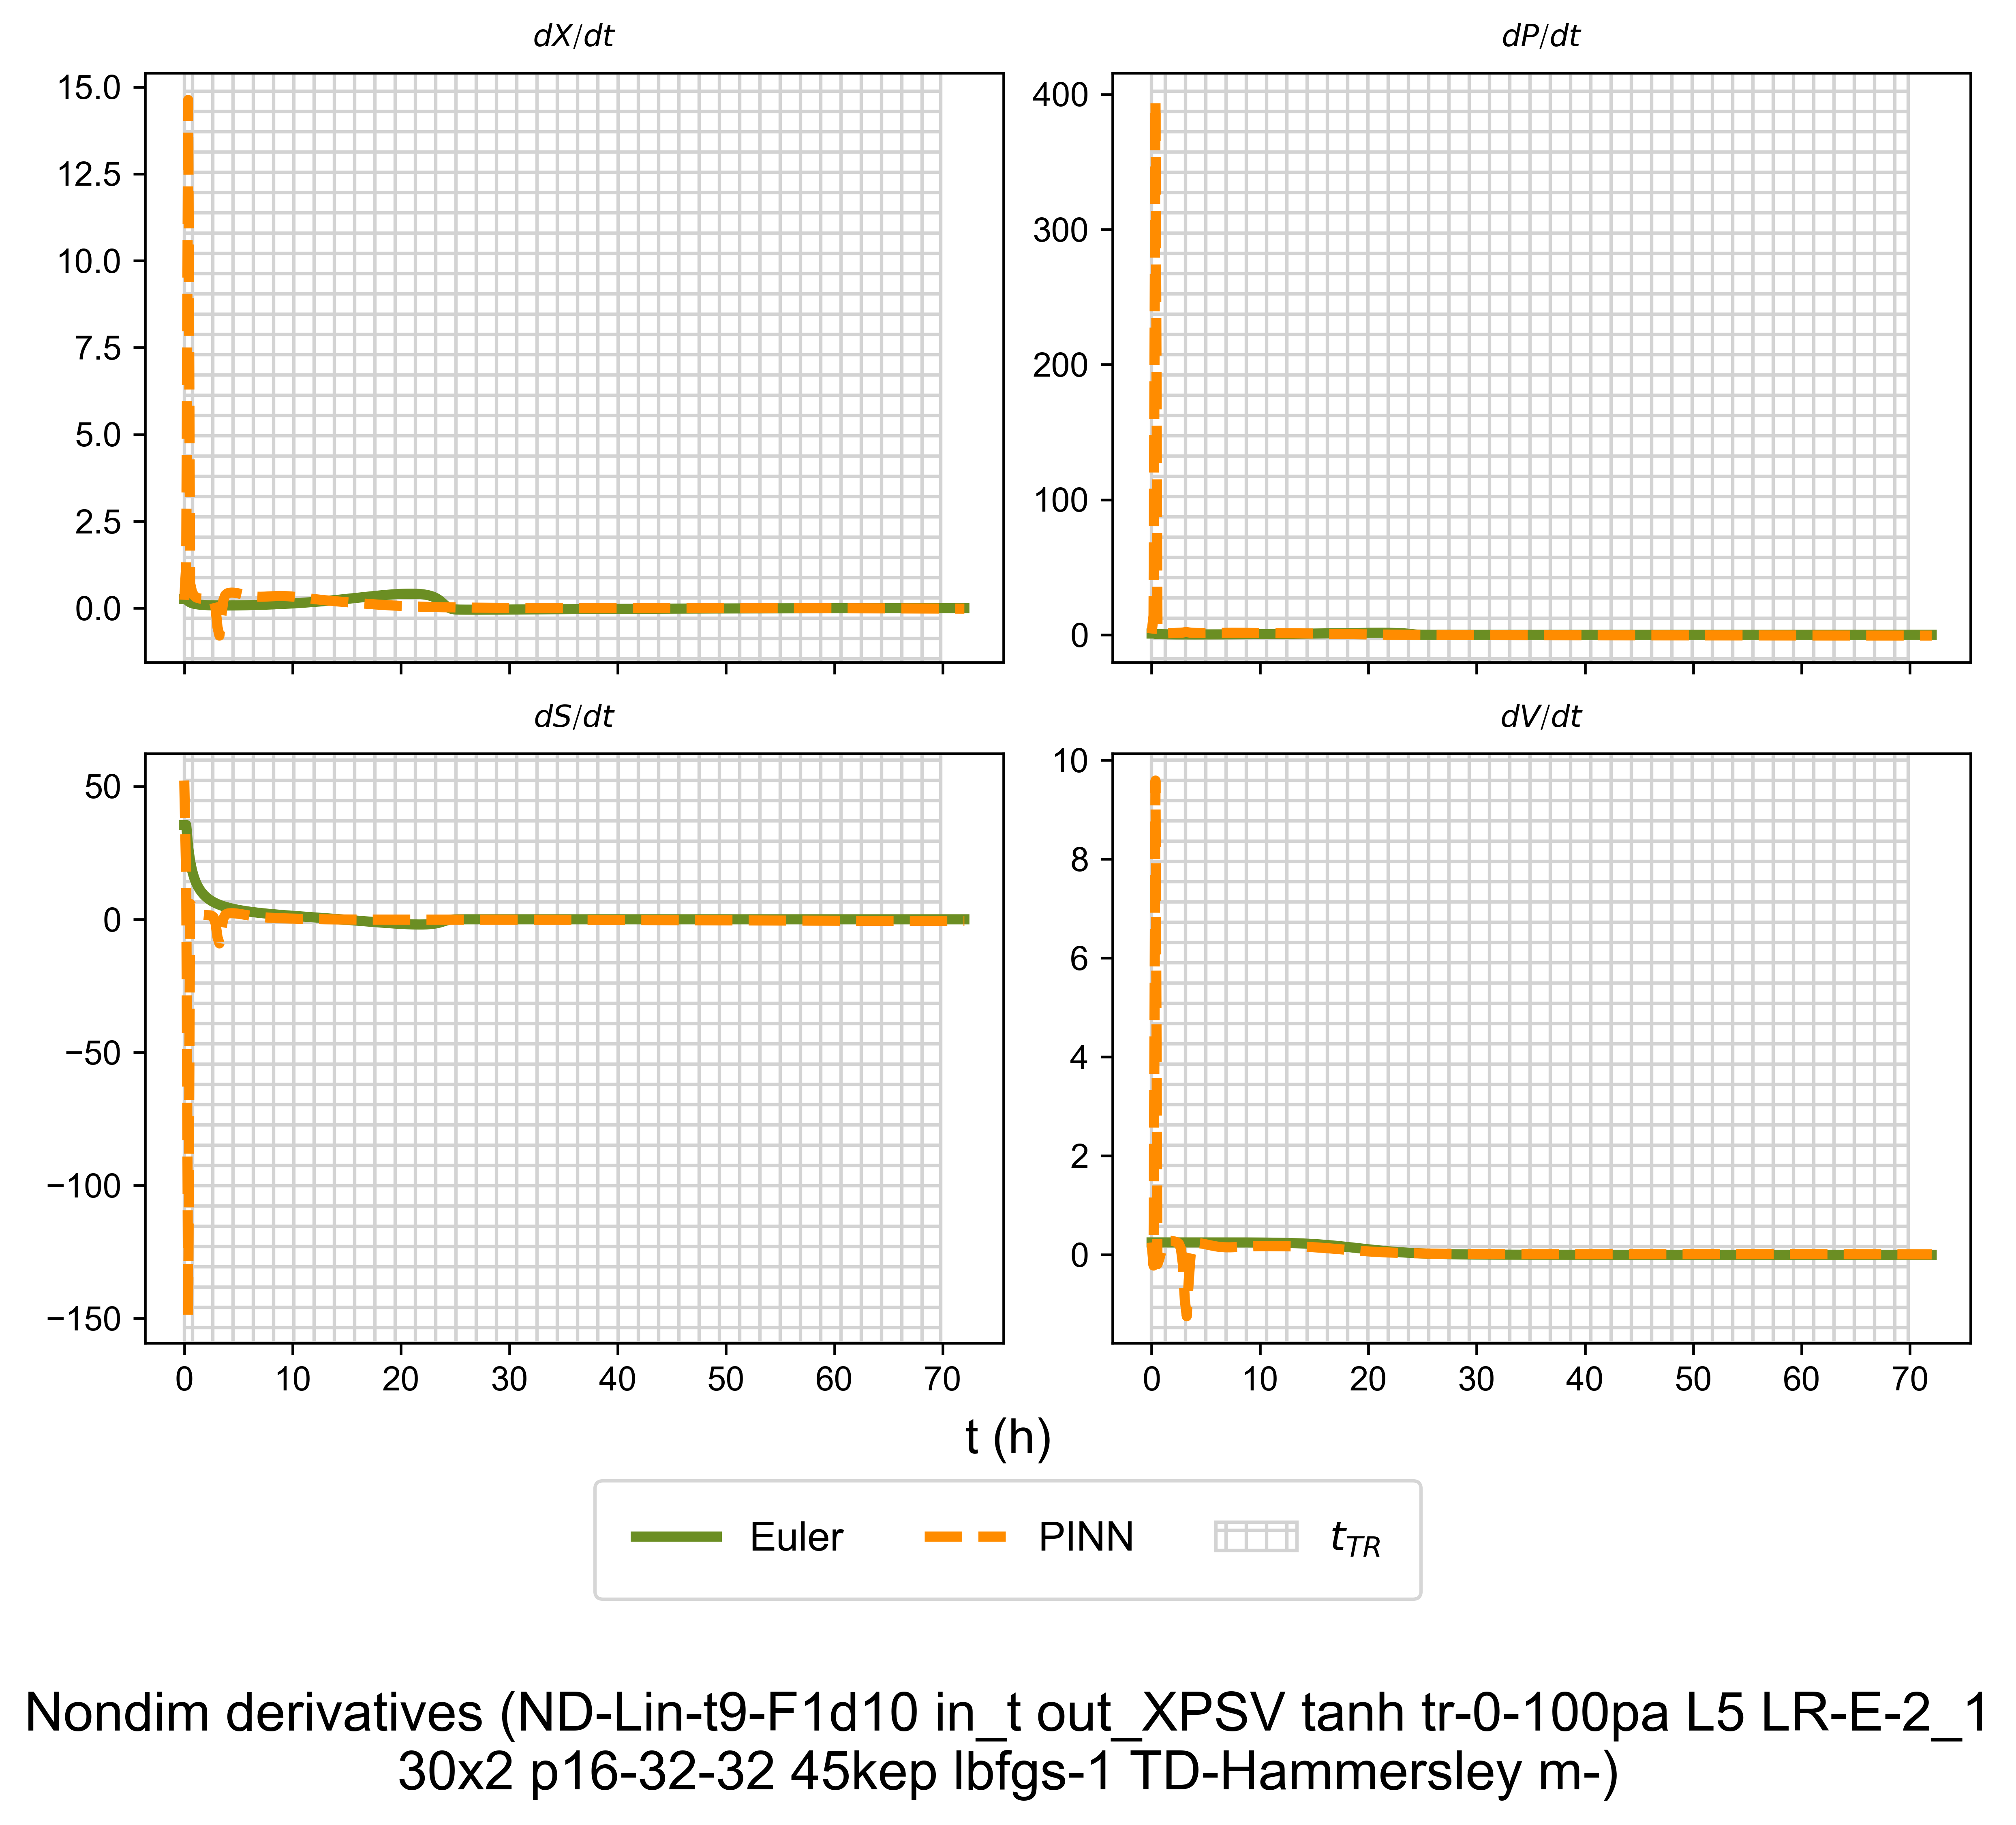 dX/dt
dP/dt
15.0
12.5
10.0
7.5
5.0
2.5
0.0
400
300
200
100
0
dS/dt
dV/dt
50
0
−50
−100
−150
0 10 20 30 40 50 60 70
10
8
6
4
2
0
0 10 20 30 40 50 60 70
t (h)
Euler PINN t_TR
Nondim derivatives (ND-Lin-t9-F1d10 in_t out_XPSV tanh tr-0-100pa L5 LR-E-2_1
30x2 p16-32-32 45kep lbfgs-1 TD-Hammersley m-)